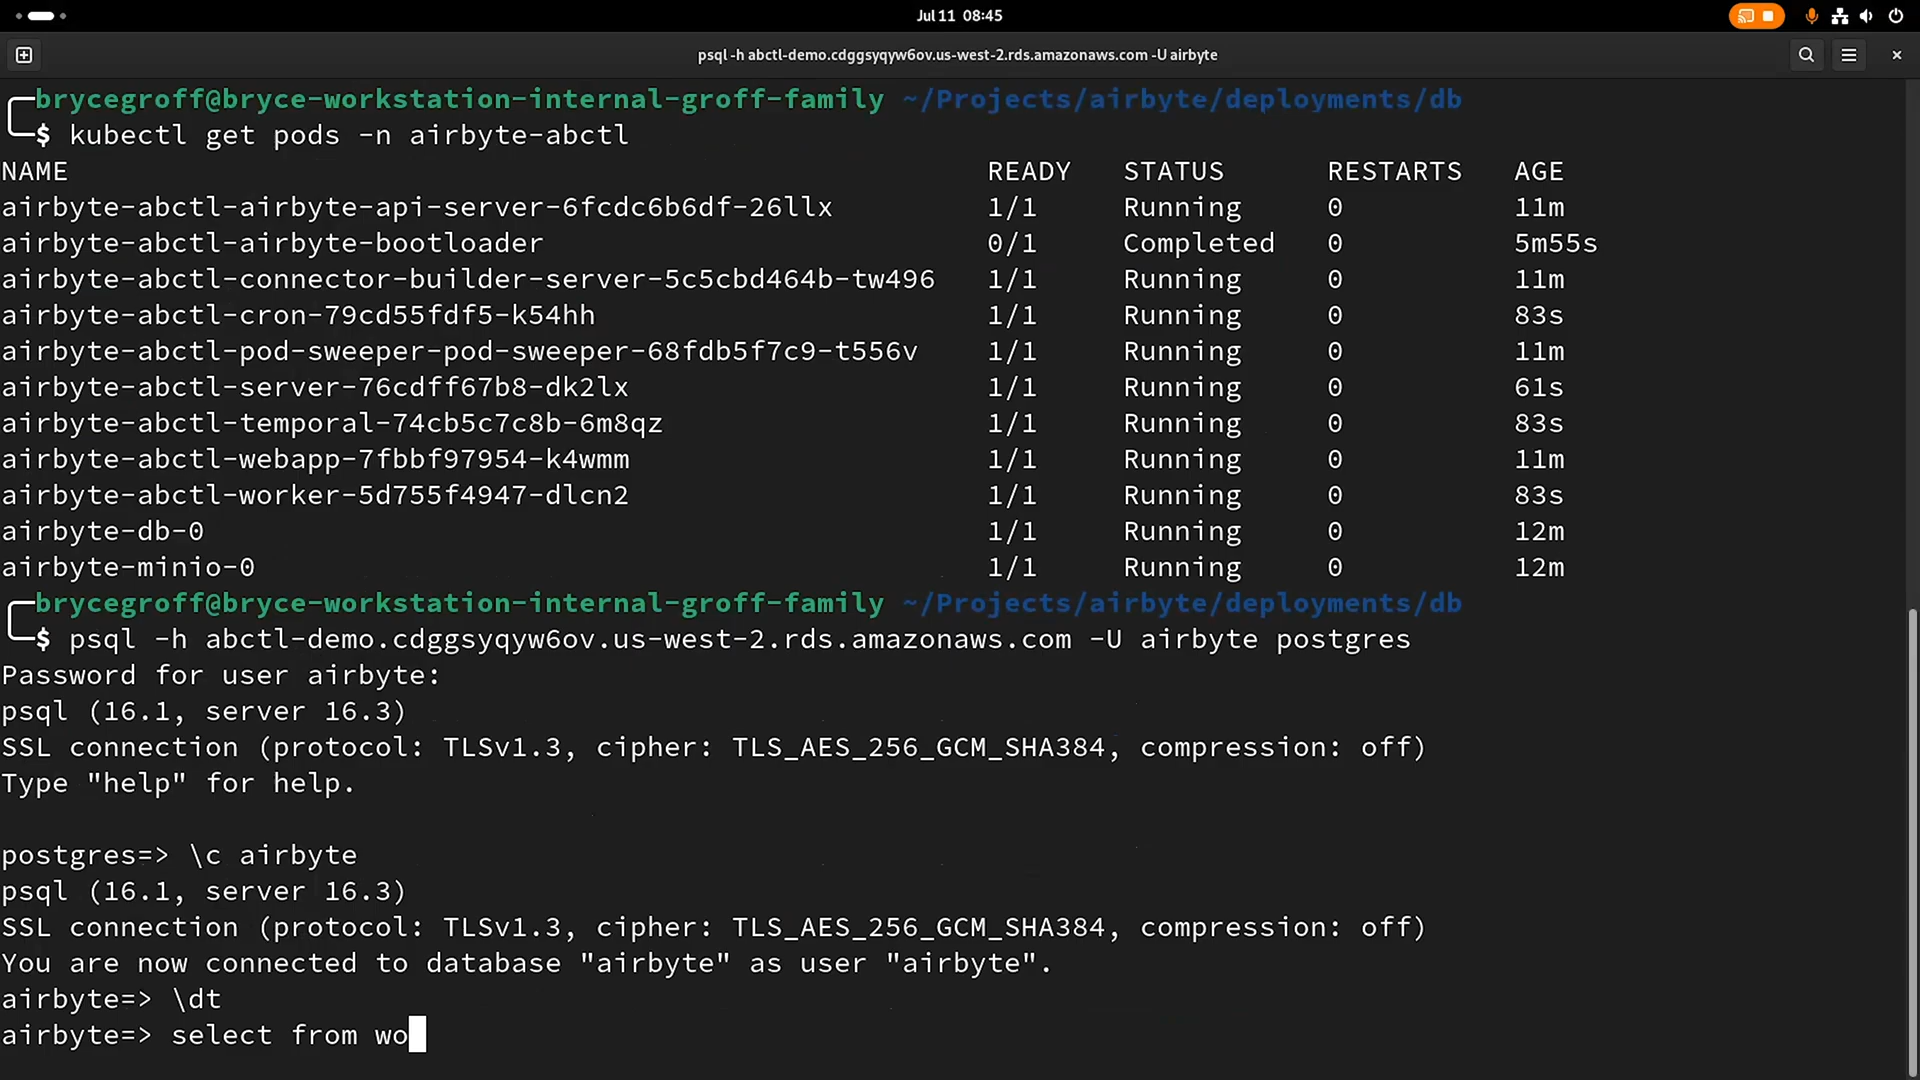 Jul 11 08:45
psql -h abctl-demo.cdggsyqyw6ov.us-west-2.rds.amazonaws.com -U airbyte
brycegroff@bryce-workstation-internal-groff-family ~/Projects/airbyte/deployments/db
$ kubectl get pods -n airbyte-abctl
NAME READY STATUS RESTARTS AGE
airbyte-abctl-airbyte-api-server-6fcdc6b6df-26llx 1/1 Running 0 11m
airbyte-abctl-airbyte-bootloader 0/1 Completed 0 5m55s
airbyte-abctl-connector-builder-server-5c5cbd464b-tw496 1/1 Running 0 11m
airbyte-abctl-cron-79cd55fdf5-k54hh 1/1 Running 0 83s
airbyte-abctl-pod-sweeper-pod-sweeper-68fdb5f7c9-t556v 1/1 Running 0 11m
airbyte-abctl-server-76cdff67b8-dk2lx 1/1 Running 0 61s
airbyte-abctl-temporal-74cb5c7c8b-6m8qz 1/1 Running 0 83s
airbyte-abctl-webapp-7fbbf97954-k4wmm 1/1 Running 0 11m
airbyte-abctl-worker-5d755f4947-dlcn2 1/1 Running 0 83s
airbyte-db-0 1/1 Running 0 12m
airbyte-minio-0 1/1 Running 0 12m
brycegroff@bryce-workstation-internal-groff-family ~/Projects/airbyte/deployments/db
$ psql -h abctl-demo.cdggsyqyw6ov.us-west-2.rds.amazonaws.com -U airbyte postgres
Password for user airbyte:
psql (16.1, server 16.3)
SSL connection (protocol: TLSv1.3, cipher: TLS_AES_256_GCM_SHA384, compression: off)
Type "help" for help.
postgres=> \c airbyte
psql (16.1, server 16.3)
SSL connection (protocol: TLSv1.3, cipher: TLS_AES_256_GCM_SHA384, compression: off)
You are now connected to database "airbyte" as user "airbyte".
airbyte=> \dt
airbyte=> select from wo